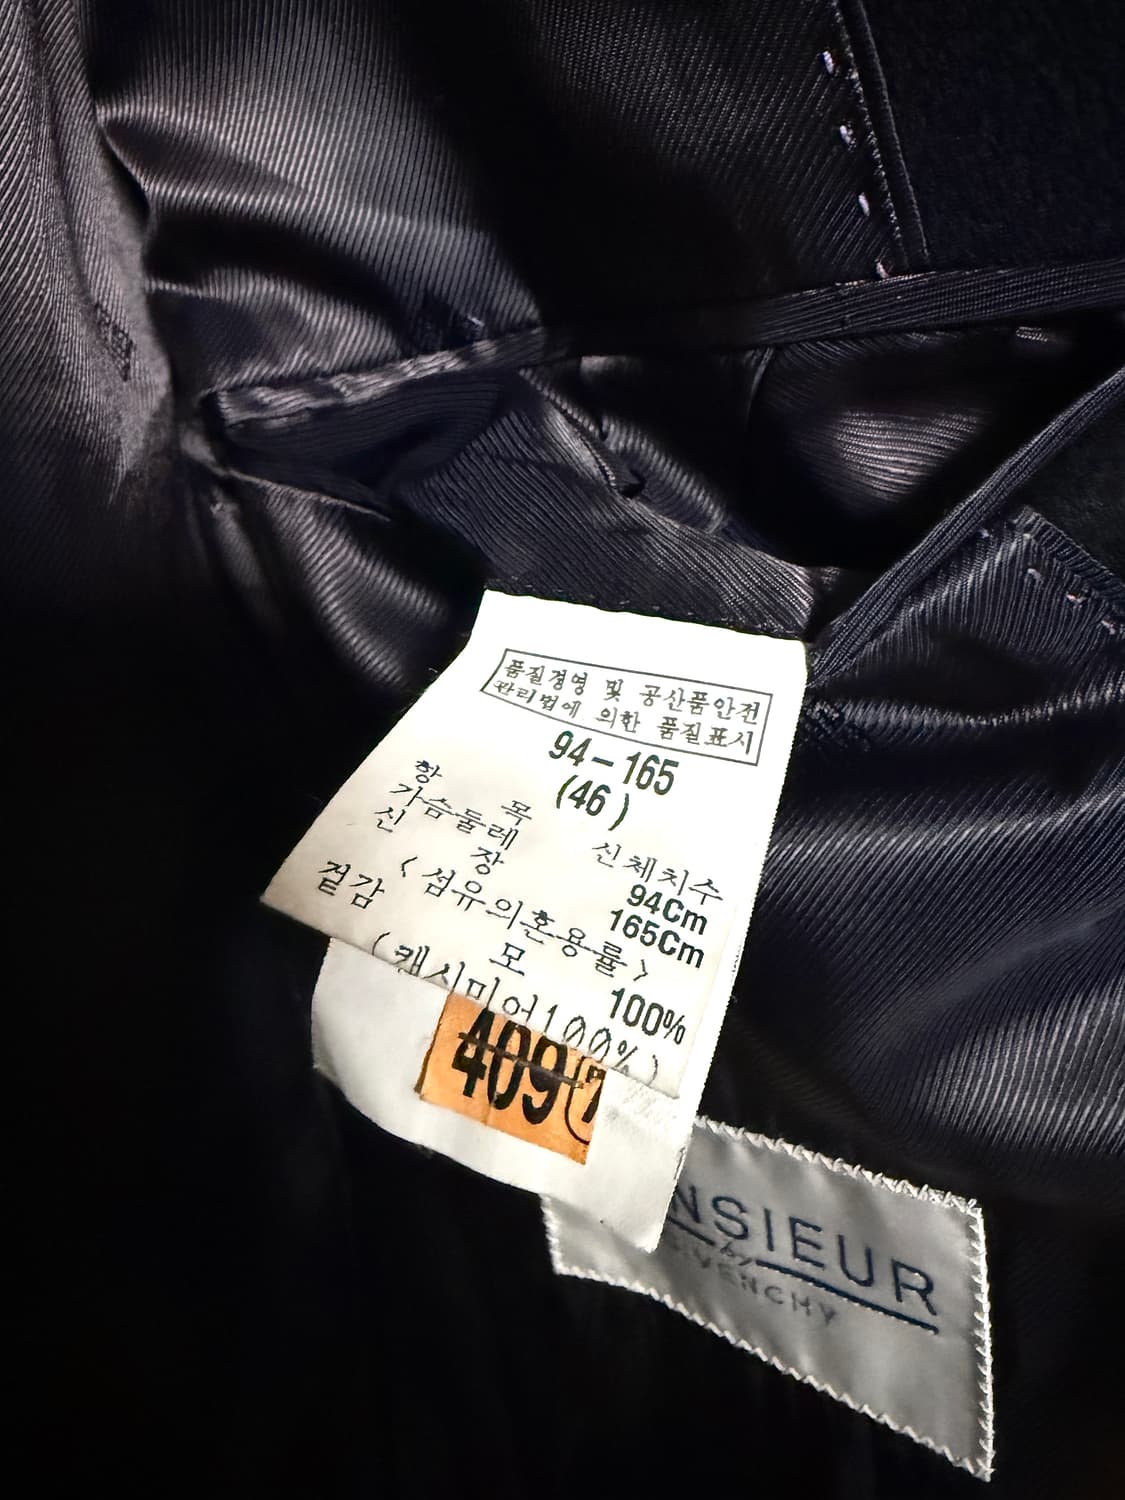 품질경영 및 공산품안전
관리법에 의한 품질표시
94-165
(46)
항 목 신체치수
가슴둘레 94Cm
신 장 165Cm
<섬유의혼용률>
겉감 모 100%
(캐시미어100%)
409 ⑦
NSIEUR
by
GIVENCHY